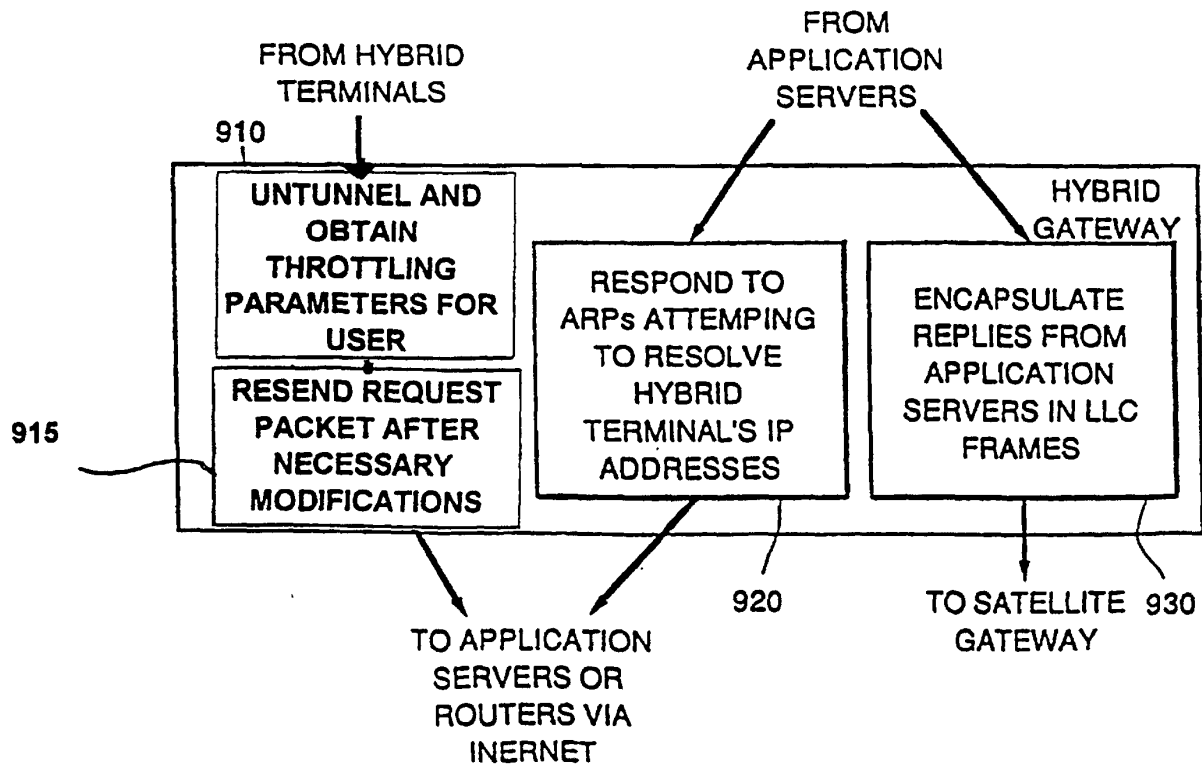 FROM HYBRID
TERMINALS
FROM
APPLICATION
SERVERS
910
UNTUNNEL AND
OBTAIN
THROTTLING
PARAMETERS FOR
USER
HYBRID
GATEWAY
RESPOND TO
ARPs ATTEMPING
TO RESOLVE
HYBRID
TERMINAL'S IP
ADDRESSES
ENCAPSULATE
REPLIES FROM
APPLICATION
SERVERS IN LLC
FRAMES
915
RESEND REQUEST
PACKET AFTER
NECESSARY
MODIFICATIONS
920
930
TO APPLICATION
SERVERS OR
ROUTERS VIA
INERNET
TO SATELLITE
GATEWAY